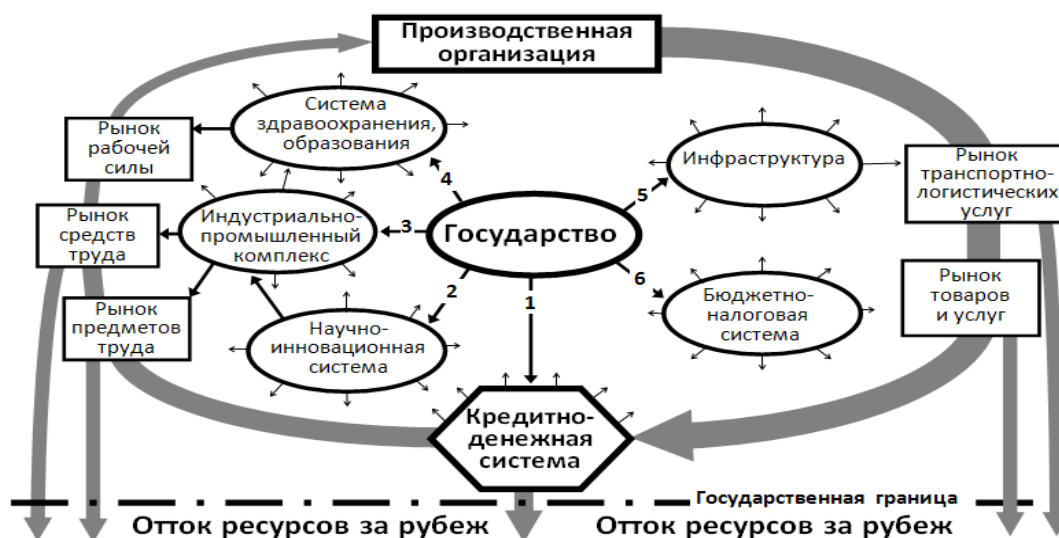 Производственная
организация
Система
здравоохранения,
образования
Рынок
рабочей
силы
Инфраструктура
Рынок
транспортно-
логистических
услуг
4
5
Индустриально-
промышленный
комплекс
3
Государство
Рынок
средств
труда
2
1
6
Рынок
предметов
труда
Научно-
инновационная
система
Бюджетно-
налоговая
система
Рынок
товаров
и услуг
Кредитно-
денежная
система
Государственная граница
Отток ресурсов за рубеж
Отток ресурсов за рубеж